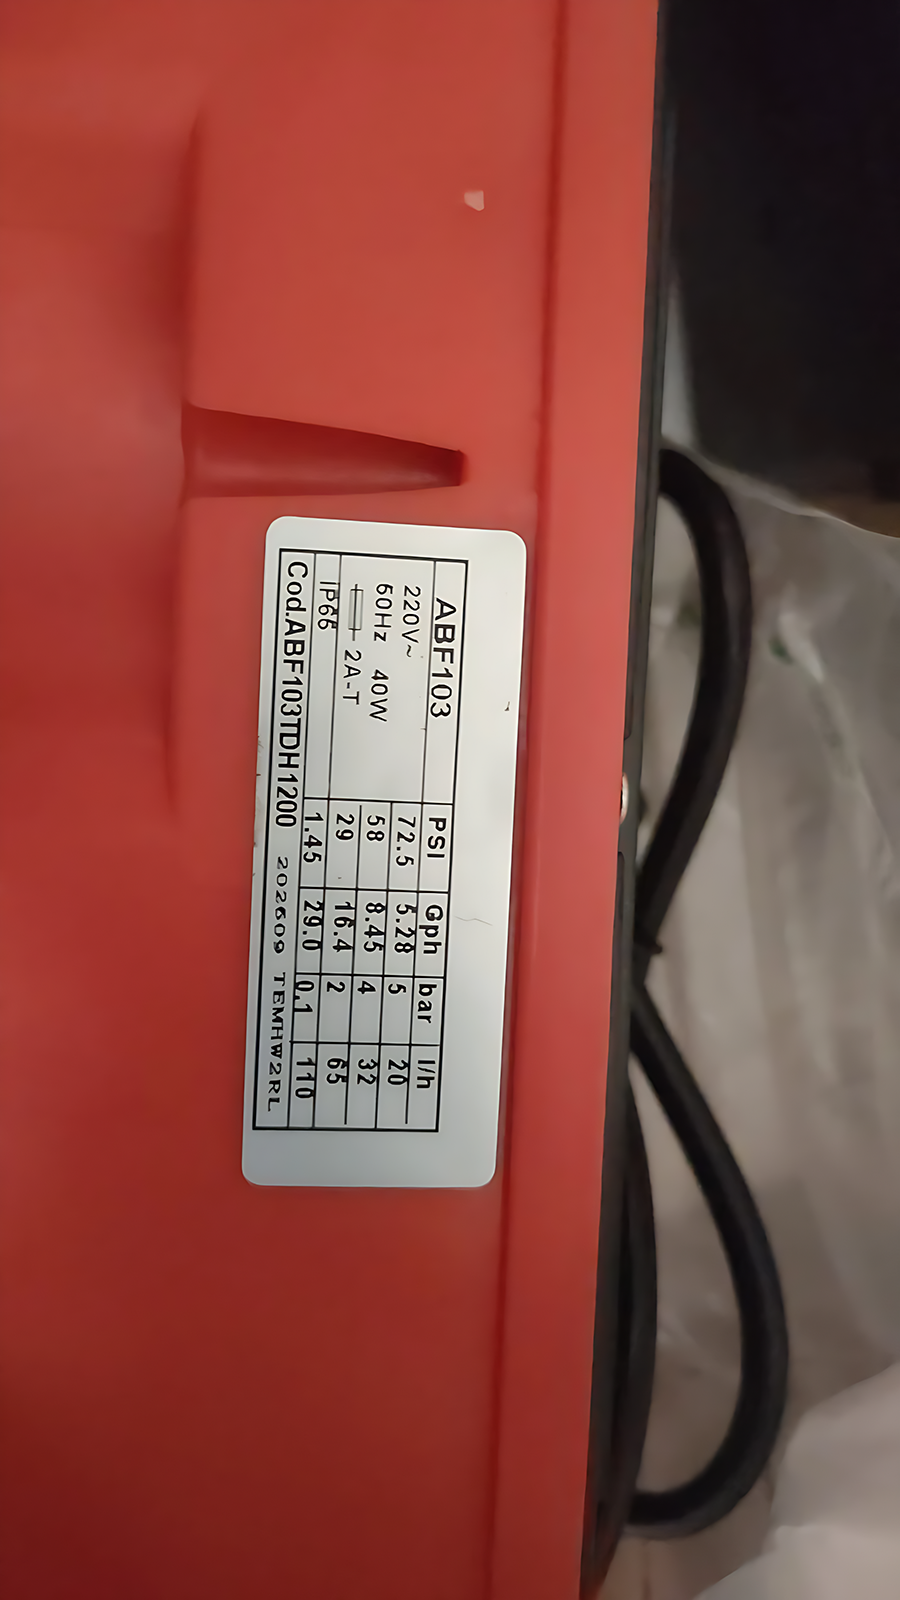 ABF103 PSI Gph bar l/h
220V~ 72.5 5.28 5 20
60Hz 40W 58 8.45 4 32
2A-T 29 16.4 2 65
IP66 1.45 29.0 0.1 110
Cod.ABF103TDH1200 202609 TEMHW2RL